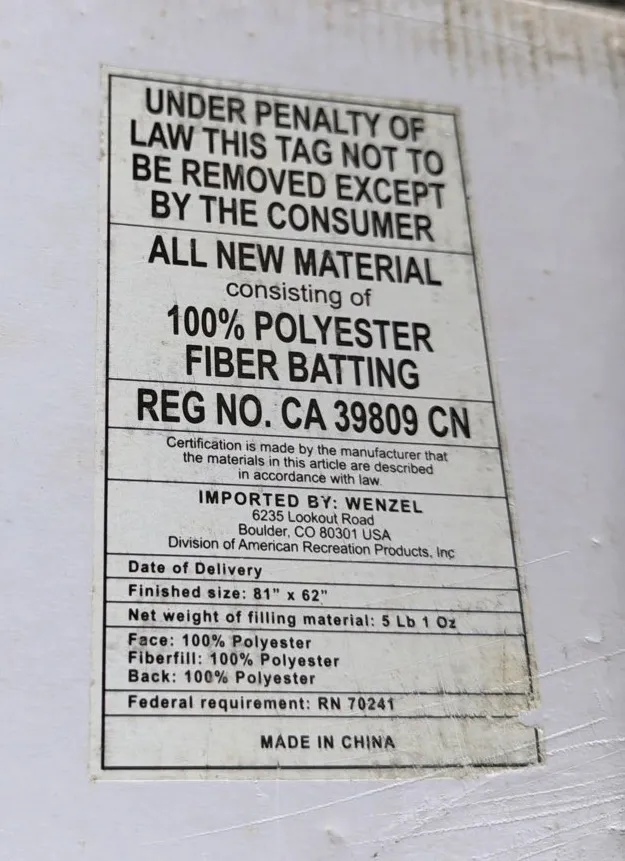 UNDER PENALTY OF
LAW THIS TAG NOT TO
BE REMOVED EXCEPT
BY THE CONSUMER
ALL NEW MATERIAL
consisting of
100% POLYESTER
FIBER BATTING
REG NO. CA 39809 CN
Certification is made by the manufacturer that
the materials in this article are described
in accordance with law.
IMPORTED BY: WENZEL
6235 Lookout Road
Boulder, CO 80301 USA
Division of American Recreation Products, Inc
Date of Delivery
Finished size: 81" x 62"
Net weight of filling material: 5 Lb 1 Oz
Face: 100% Polyester
Fiberfill: 100% Polyester
Back: 100% Polyester
Federal requirement: RN 70241
MADE IN CHINA